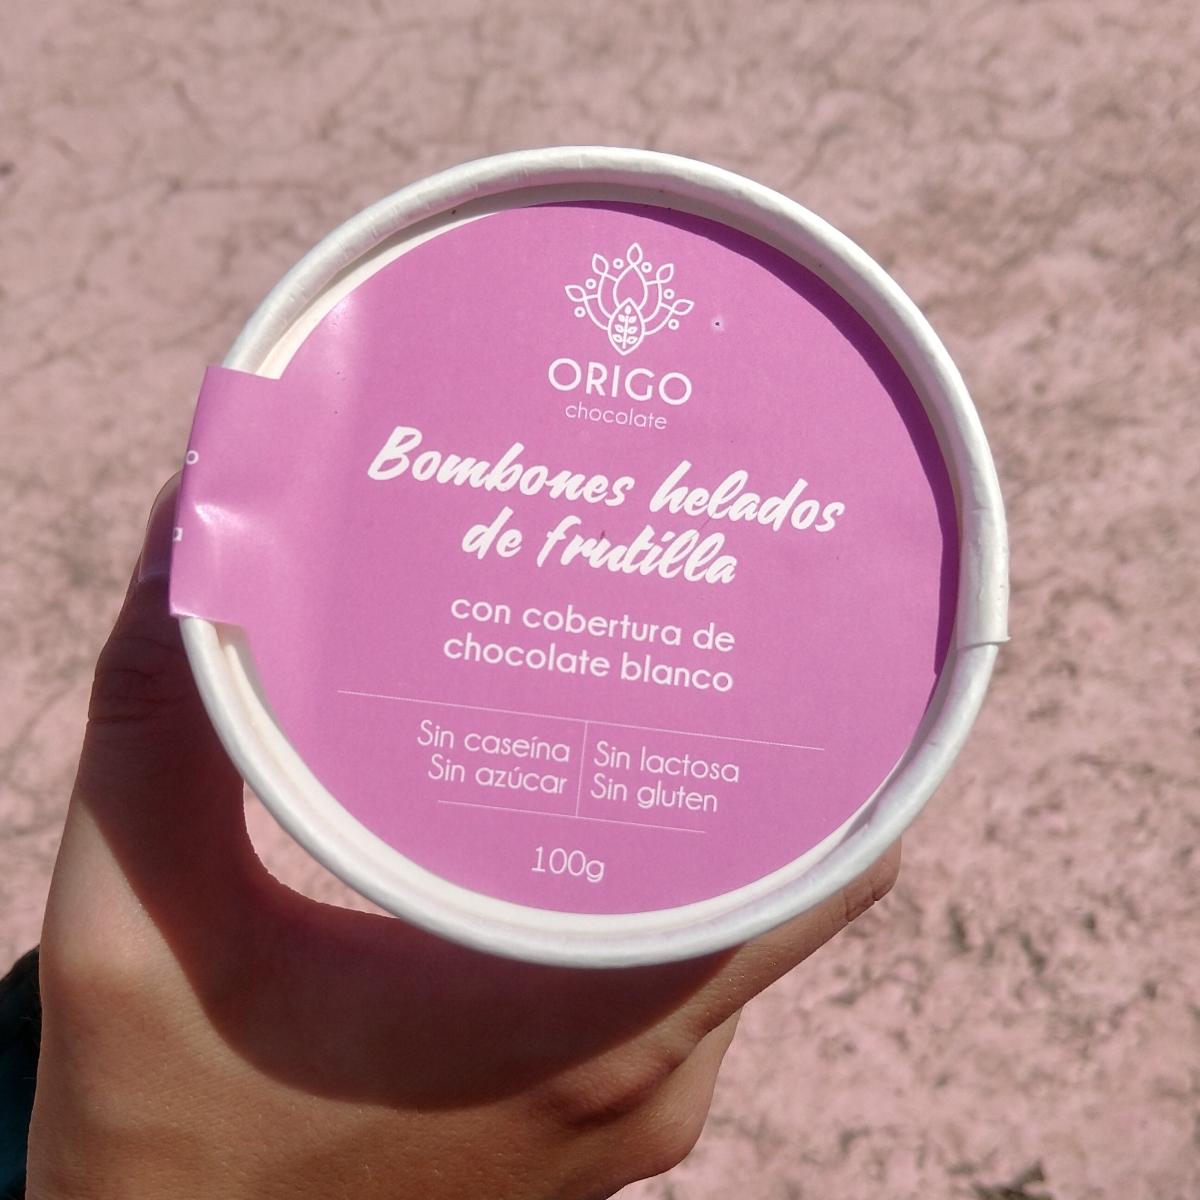 ORIGO
chocolate
Bombones helados
de frutilla
con cobertura de
chocolate blanco
Sin caseína
Sin azúcar
Sin lactosa
Sin gluten
100g